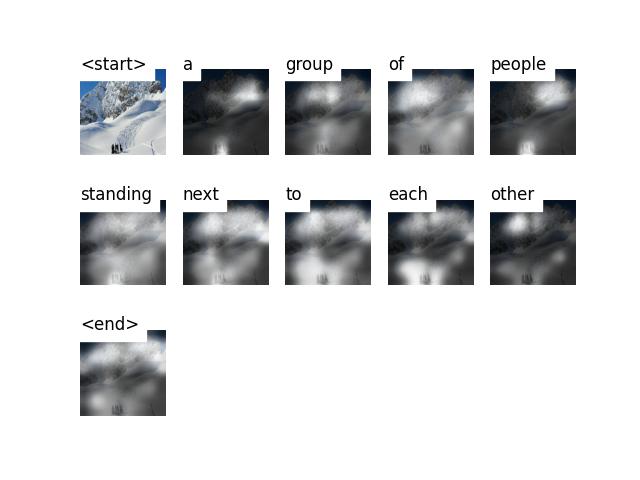 <start> a group of people
standing next to each other
<end>